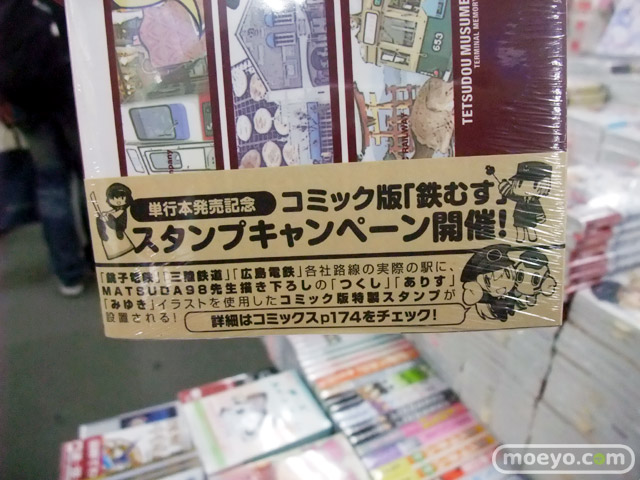 TETSUDOU MUSUME
TERMINAL MEMOR
653
RAILWAY
pany
単行本発売記念
コミック版「鉄むす」
スタンプキャンペーン開催!
「銚子電鉄」「三陸鉄道」「広島電鉄」各社路線の実際の駅に、
MATSUDA98先生描き下ろしの「つくし」「ありす」
「みゆき」イラストを使用したコミック版特製スタンプが
設置される!
詳細はコミックスp174をチェック!
moeyo.com